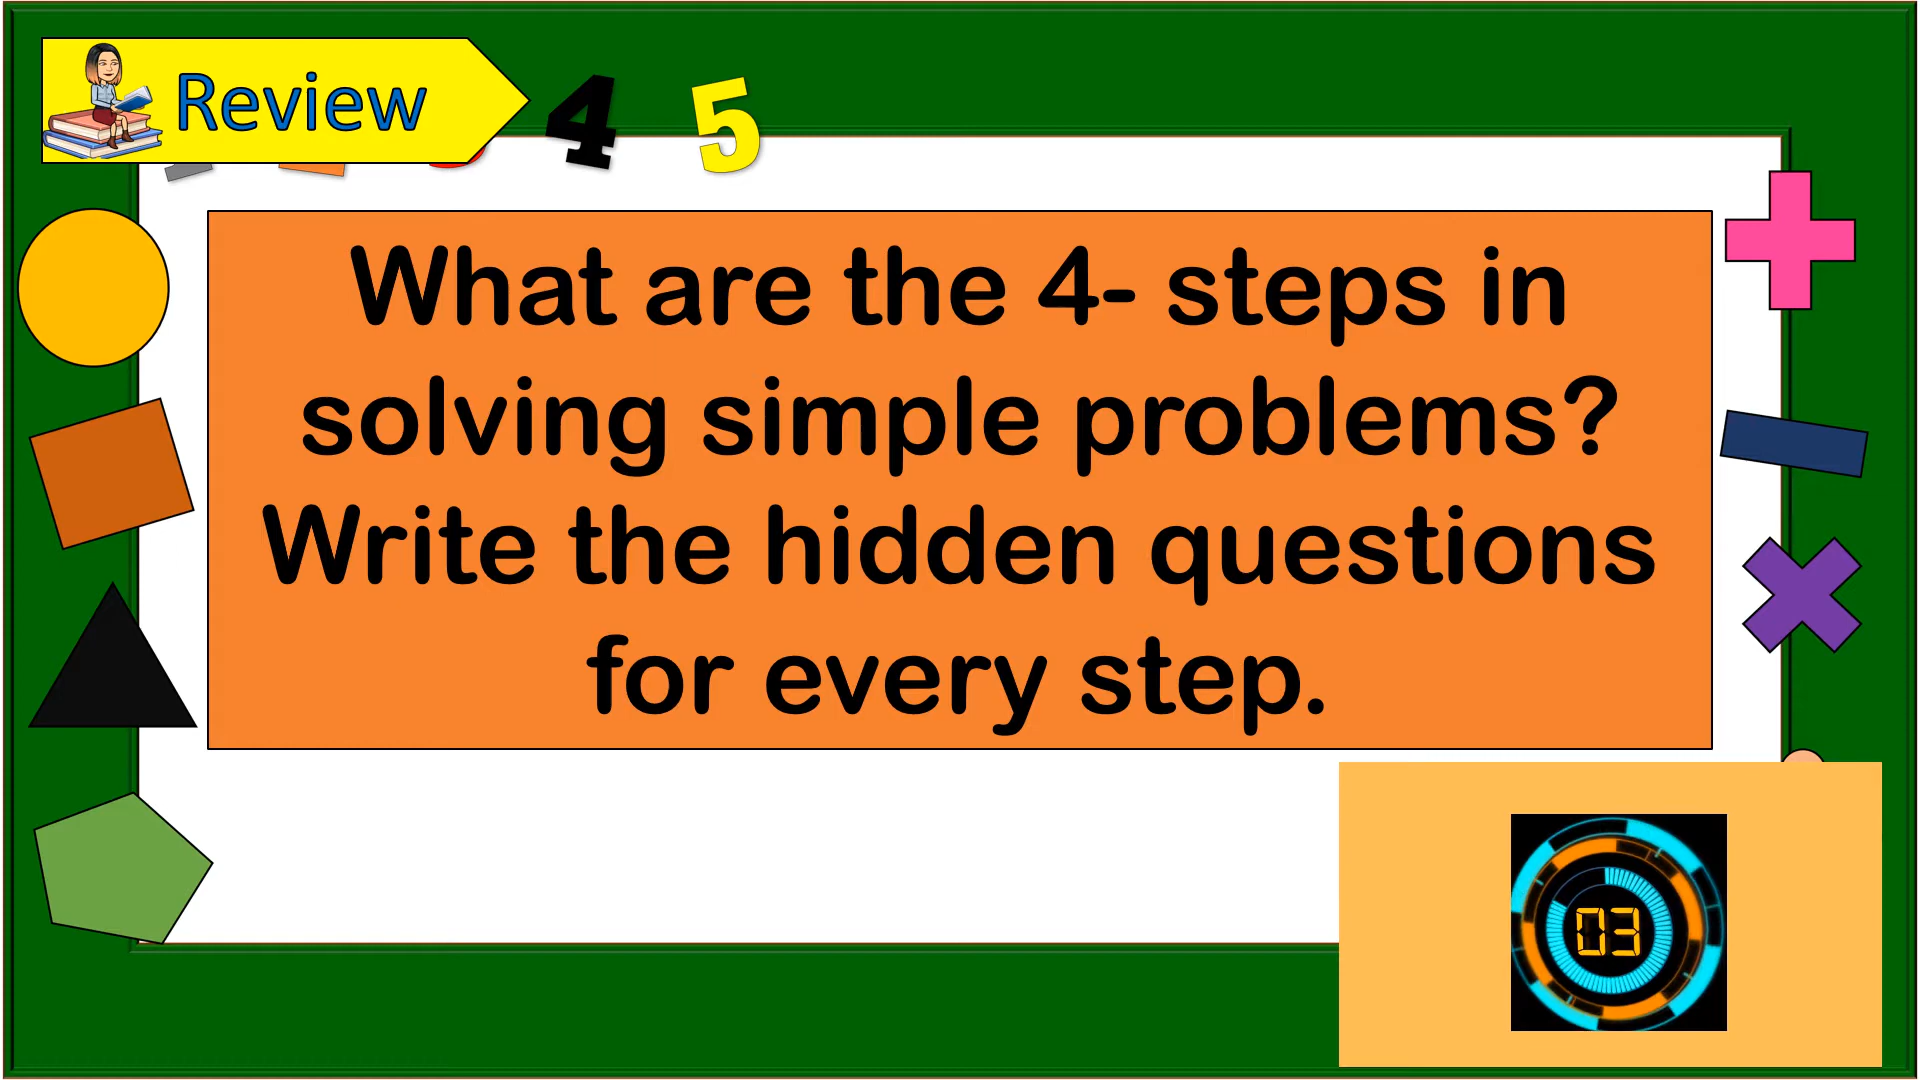 Review
4 5
What are the 4- steps in
solving simple problems?
Write the hidden questions
for every step.
03